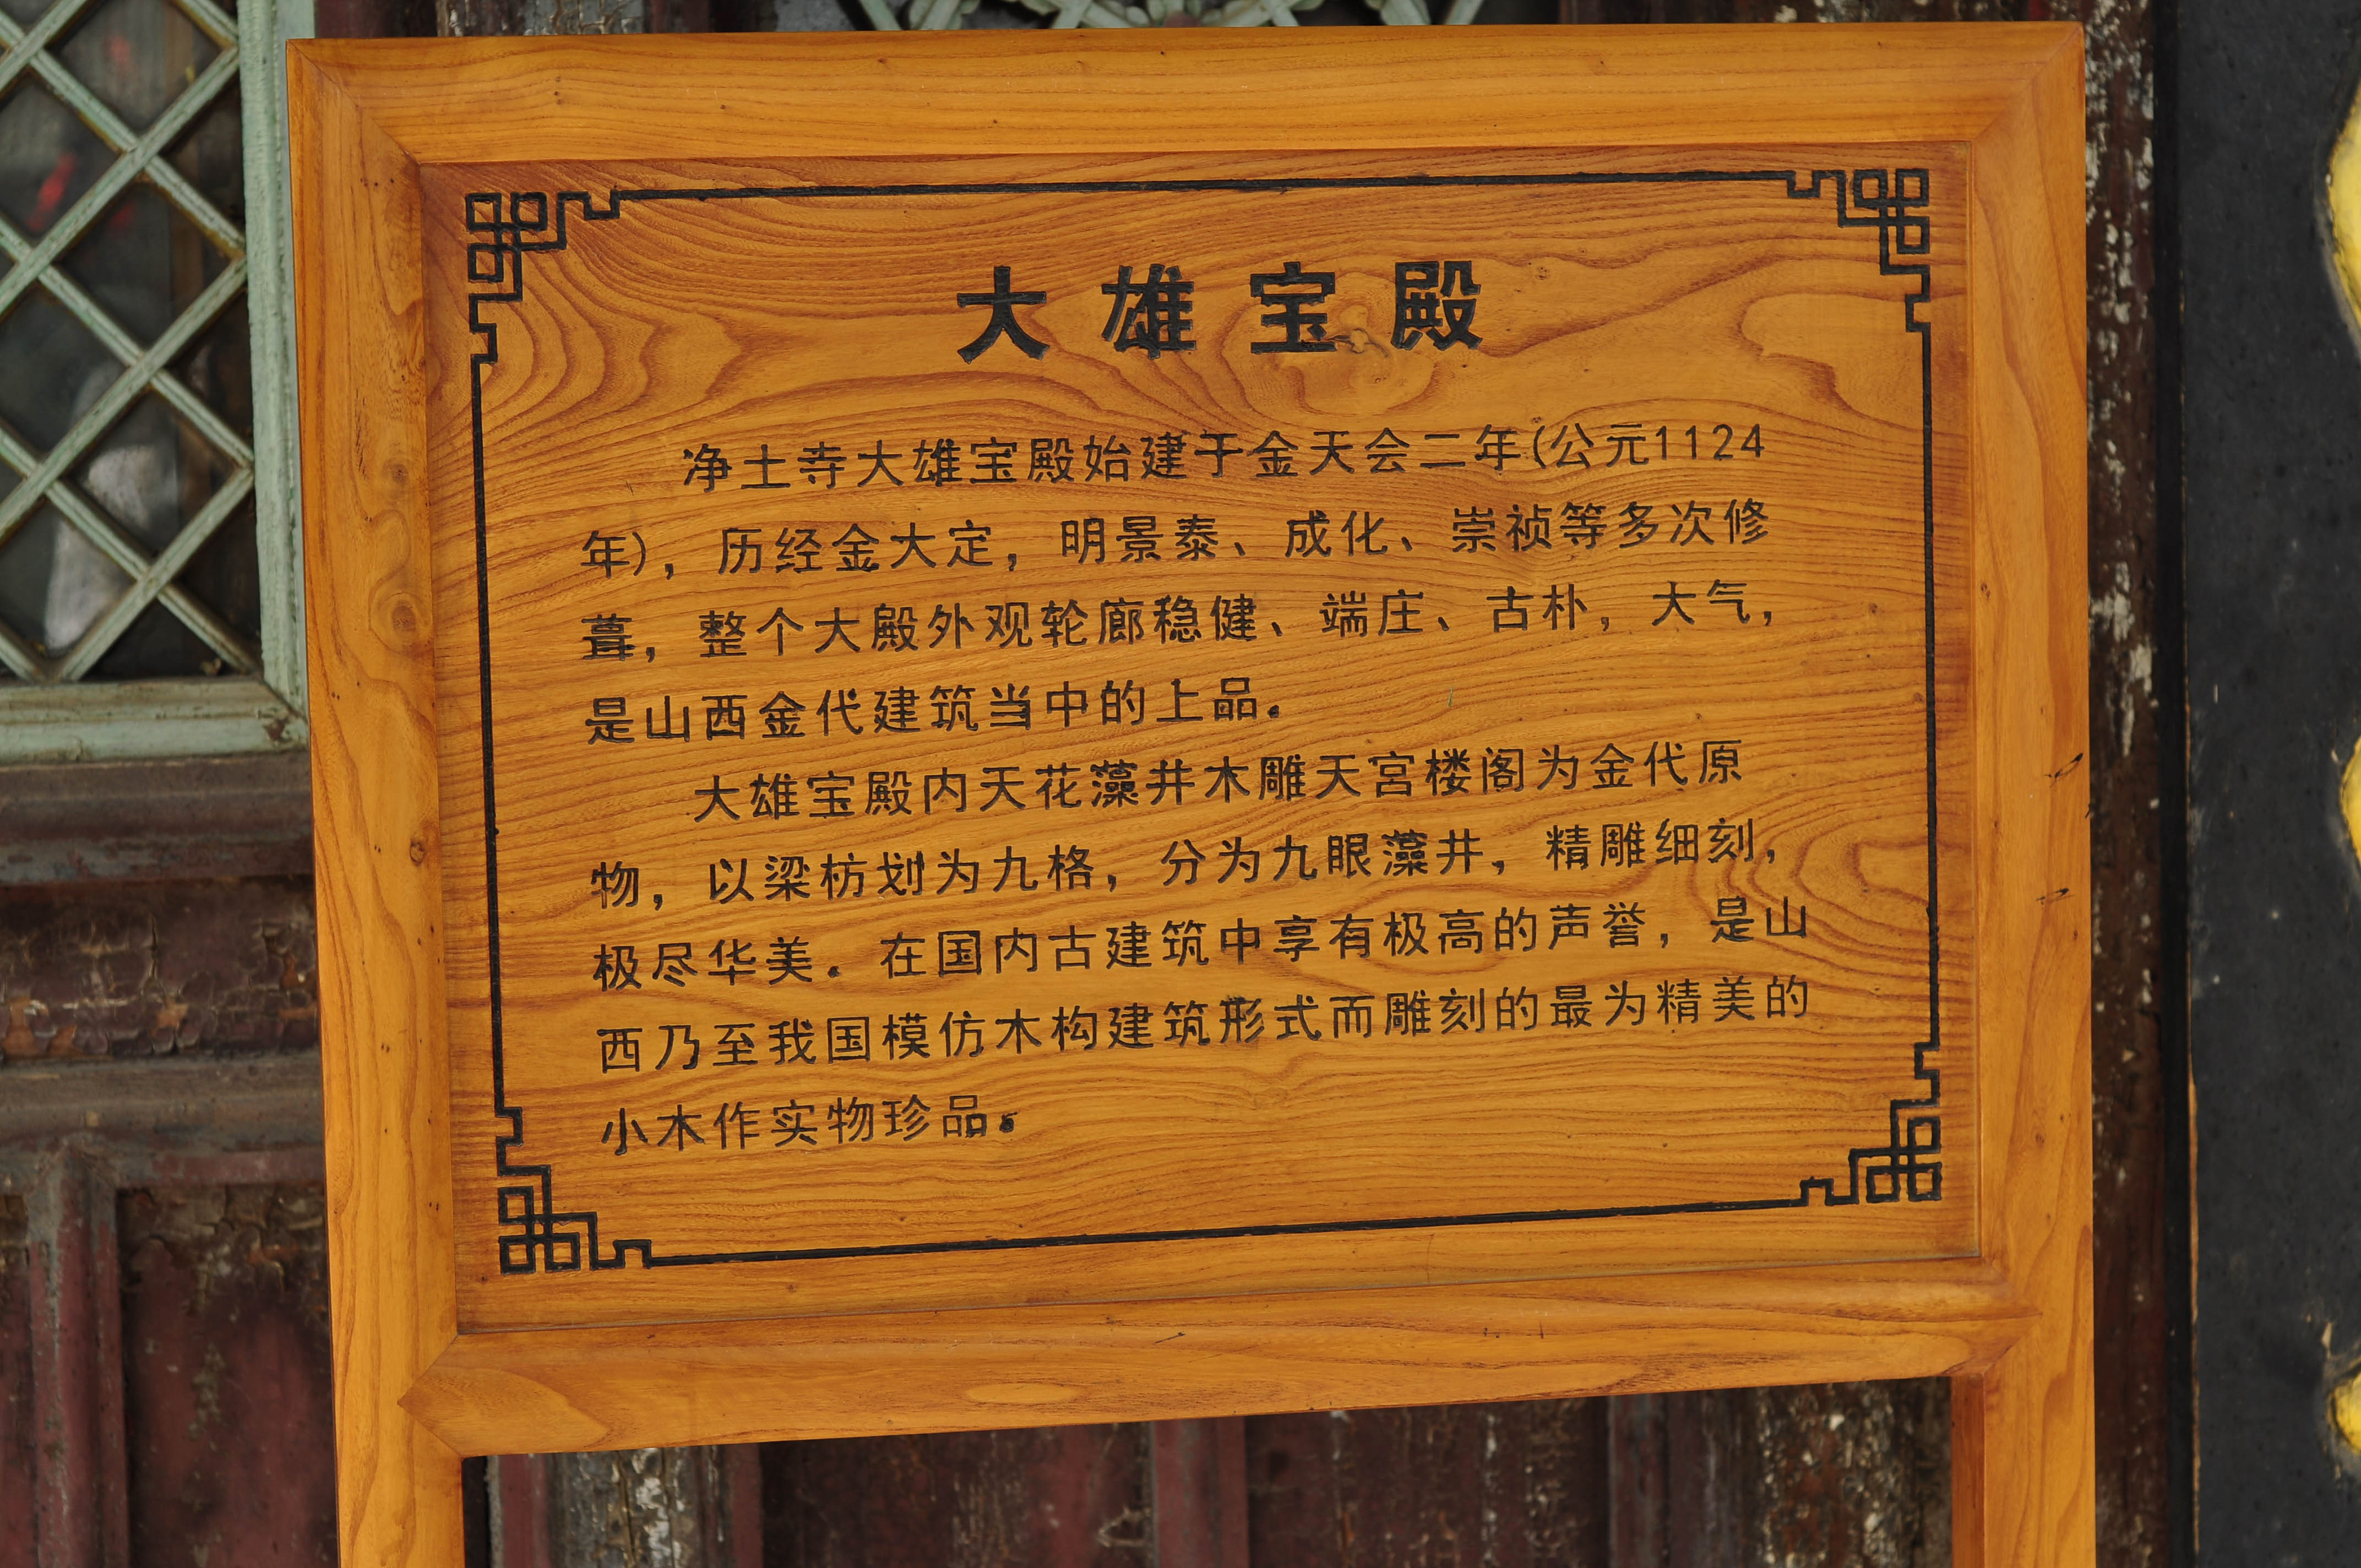 大雄宝殿
净土寺大雄宝殿始建于金天会二年(公元1124
年)，历经金大定，明景泰、成化、崇祯等多次修
葺，整个大殿外观轮廊稳健、端庄、古朴，大气，
是山西金代建筑当中的上品。
大雄宝殿内天花藻井木雕天宫楼阁为金代原
物，以梁枋划为九格，分为九眼藻井，精雕细刻，
极尽华美。在国内古建筑中享有极高的声誉，是山
西乃至我国模仿木构建筑形式而雕刻的最为精美的
小木作实物珍品。